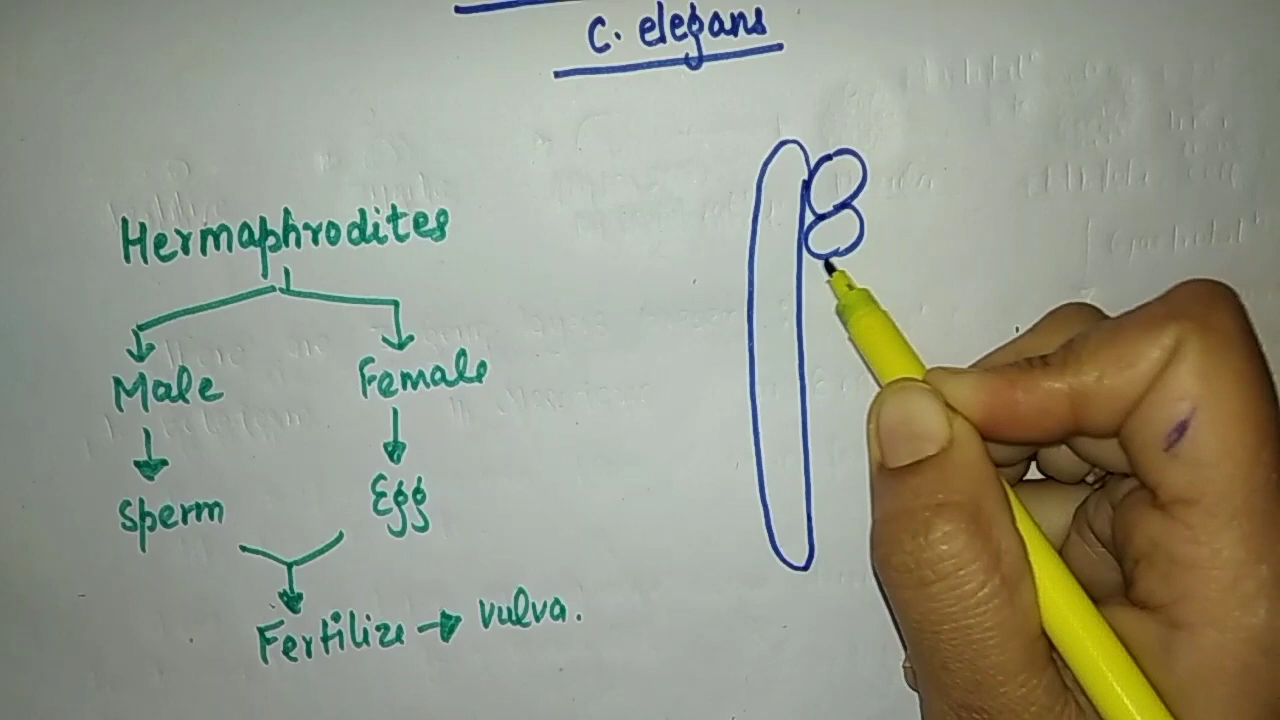 C. elegans
Hermaphrodites
Male Female
Sperm Egg
Fertilize → vulva.